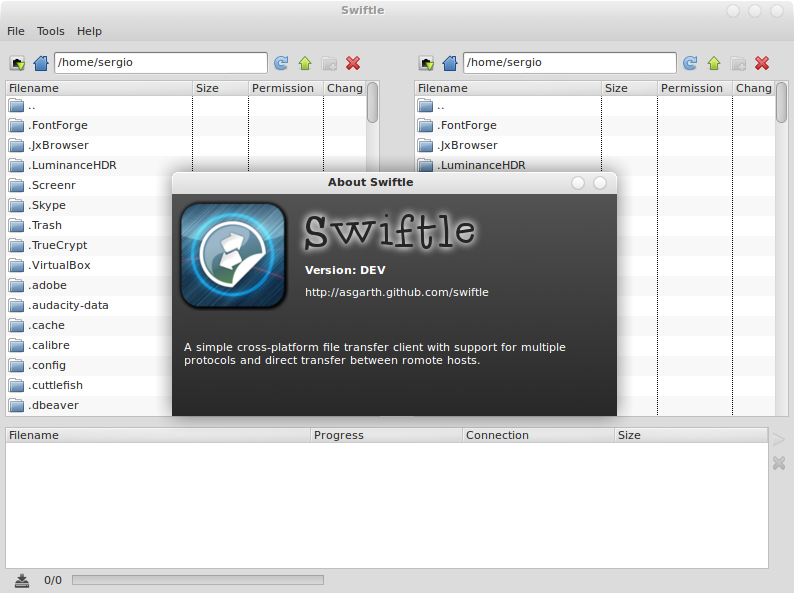 Swiftle
File Tools Help
/home/sergio /home/sergio
Filename Size Permission Chang Filename Size Permission Chang
.. ..
.FontForge .FontForge
.JxBrowser .JxBrowser
.LuminanceHDR .LuminanceHDR
About Swiftle
.Screenr
.Skype
.Trash
.TrueCrypt
.VirtualBox
.adobe
.audacity-data
.cache
.calibre
.config
.cuttlefish
.dbeaver
Swiftle
Version: DEV
http://asgarth.github.com/swiftle
A simple cross-platform file transfer client with support for multiple
protocols and direct transfer between romote hosts.
Filename Progress Connection Size
0/0